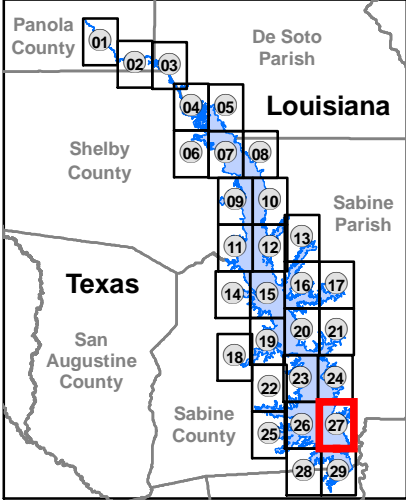 Panola
County
De Soto
Parish
Louisiana
Shelby
County
Sabine
Parish
Texas
San
Augustine
County
Sabine
County
01
02
03
04
05
06
07
08
09
10
11
12
13
14
15
16
17
18
19
20
21
22
23
24
25
26
27
28
29